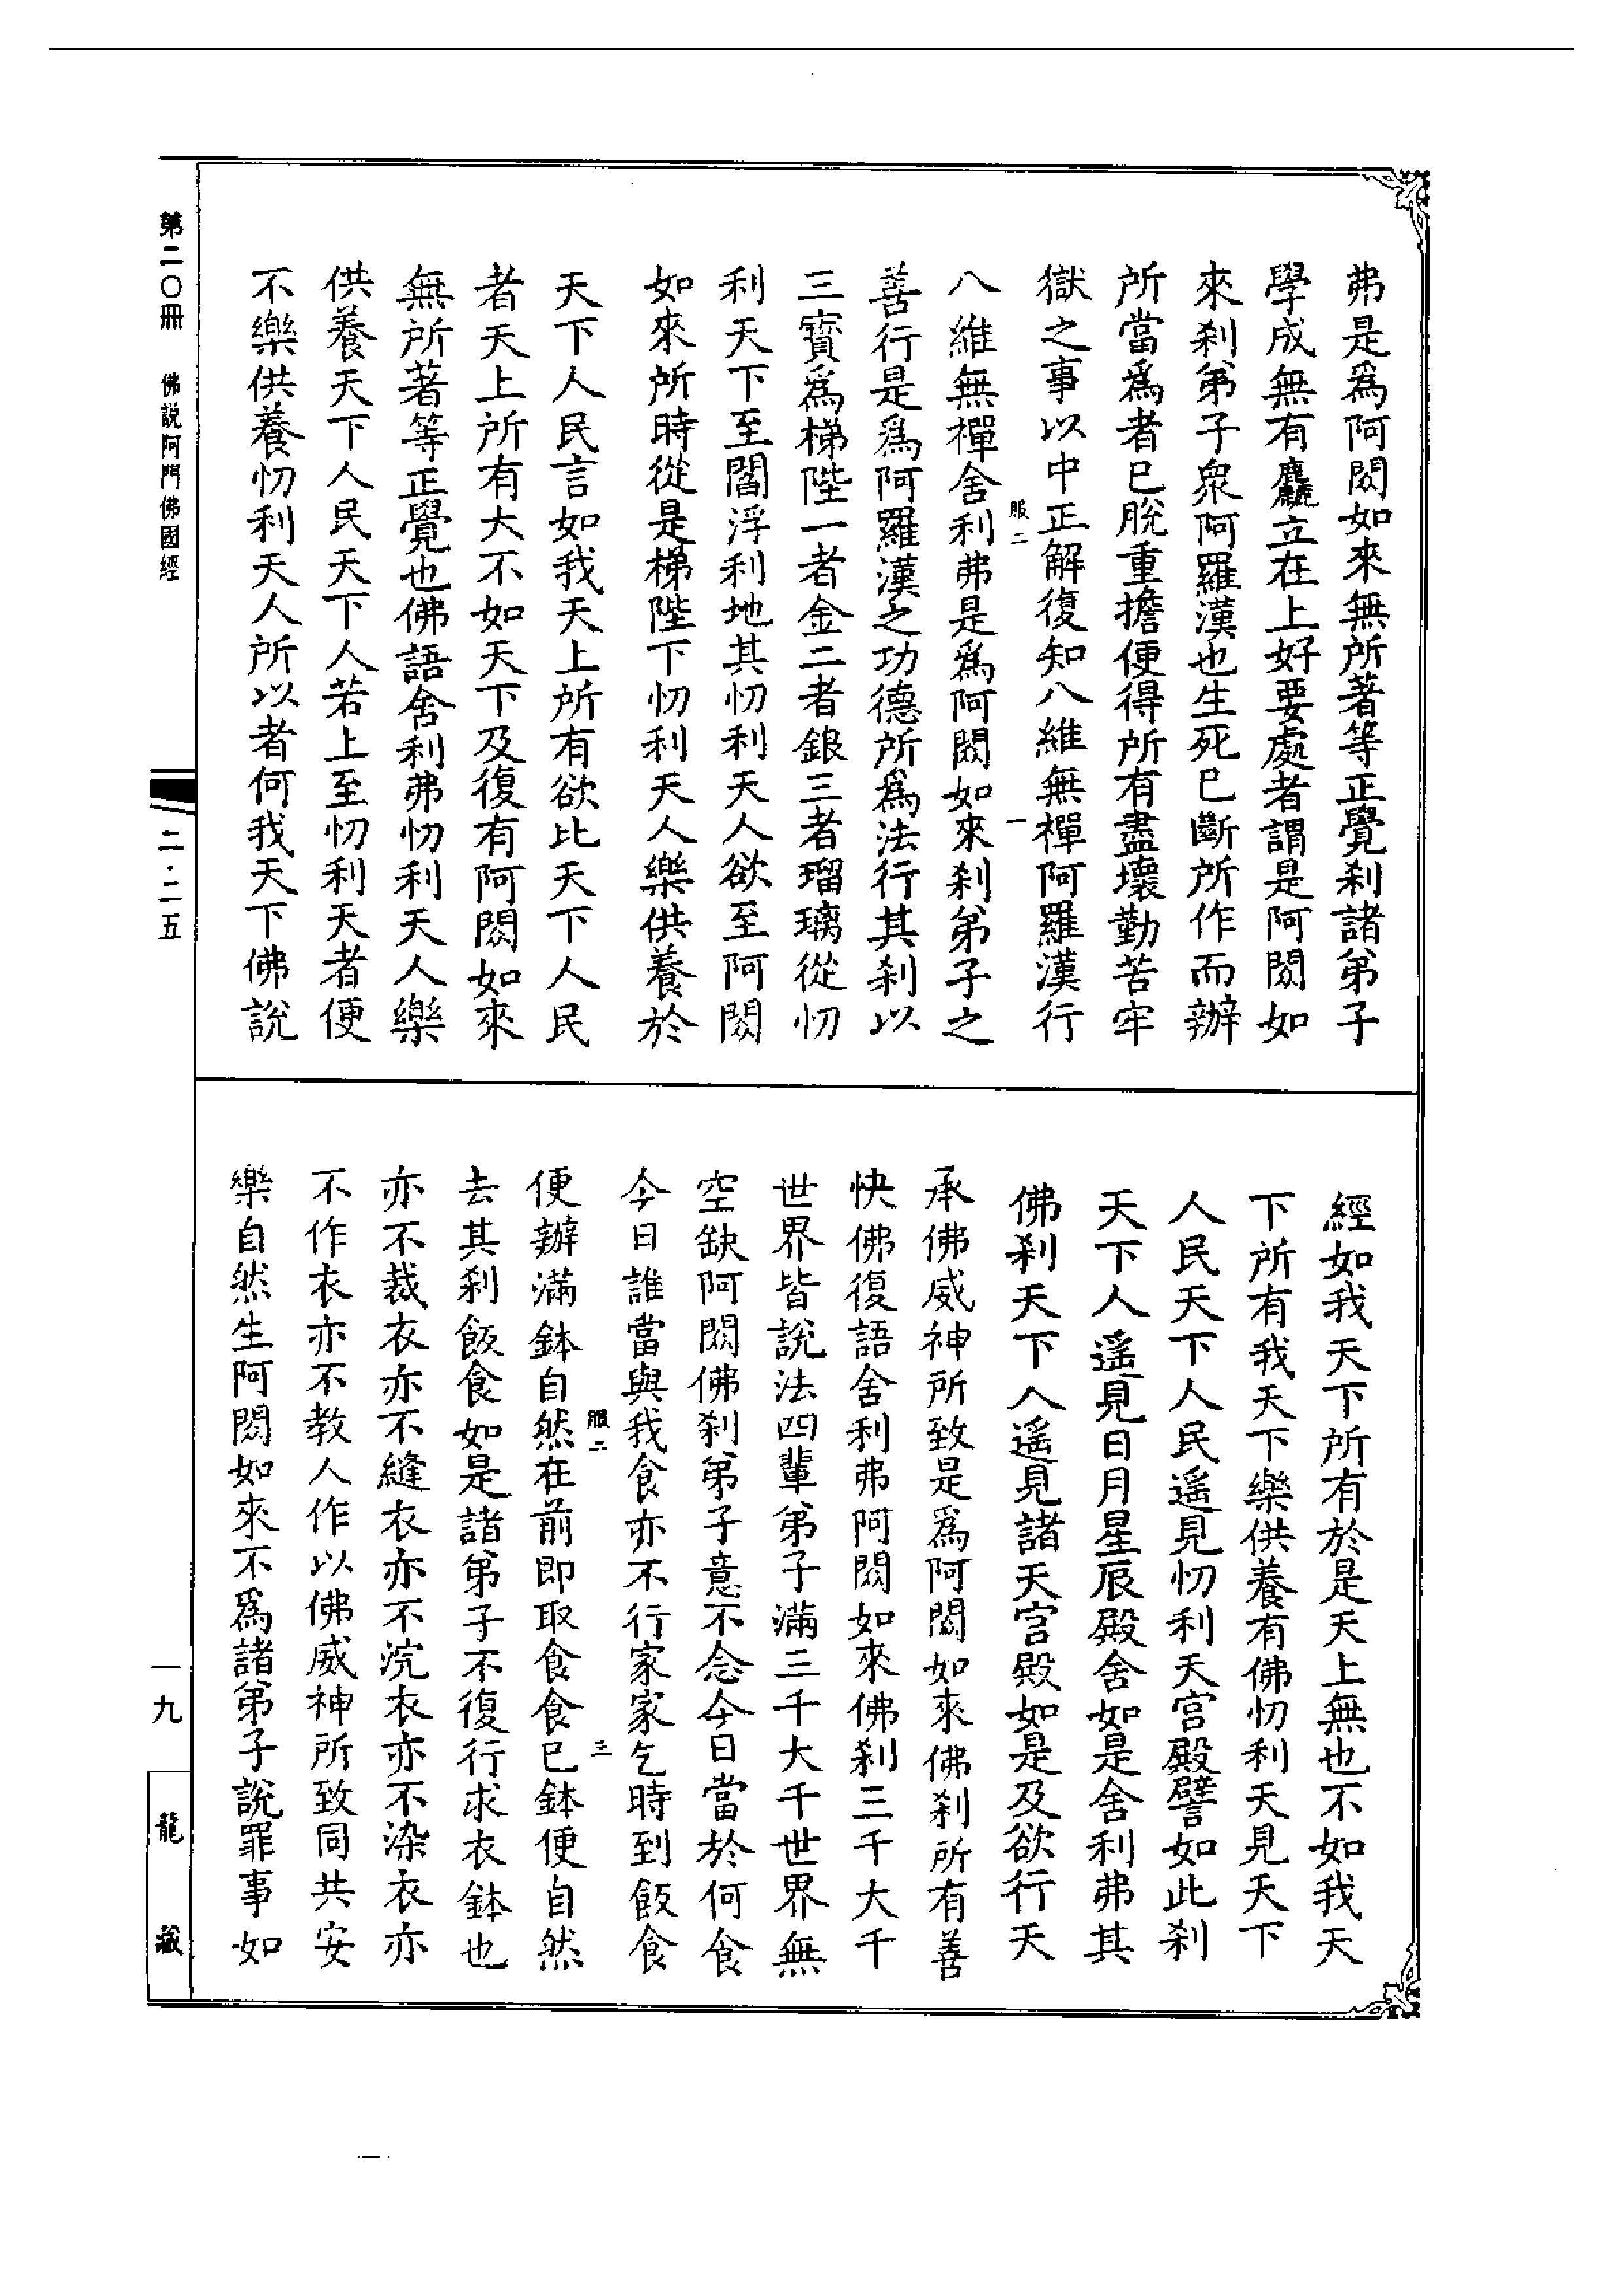 弗是爲阿閦如來無所著等正覺刹諸弟子
學成無有麤立在上好要處者謂是阿閦如
來刹弟子衆阿羅漢也生死已斷所作而辦
所當爲者已脫重擔便得所有盡壞勤苦牢
獄之事以中正解復知八維無禪阿羅漢行
服二 一
八維無禪舍利弗是爲阿閦如來刹弟子之
善行是爲阿羅漢之功德所爲法行其刹以
三寶爲梯陛一者金二者銀三者瑠璃從忉
利天下至閻浮利地其忉利天人欲至阿閦
如來所時從是梯陛下忉利天人樂供養於
天下人民言如我天上所有欲比天下人民
者天上所有大不如天下及復有阿閦如來
無所著等正覺也佛語舍利弗忉利天人樂
供養天下人民天下人若上至忉利天者便
不樂供養忉利天人所以者何我天下佛說
經如我天下所有於是天上無也不如我天
下所有我天下樂供養有佛忉利天見天下
人民天下人民遥見忉利天宫殿譬如此刹
天下人遥見日月星辰殿舍如是舍利弗其
佛刹天下人遥見諸天宫殿如是及欲行天
承佛威神所致是爲阿閦如來佛刹所有善
快佛復語舍利弗阿閦如來佛刹三千大千
世界皆說法四輩弟子滿三千大千世界無
空缺阿閦佛刹弟子意不念今日當於何食
今日誰當與我食亦不行家家乞時到飯食
服二 三
便辦滿鉢自然在前即取食食已鉢便自然
去其刹飯食如是諸弟子不復行求衣鉢也
亦不裁衣亦不縫衣亦不浣衣亦不染衣亦
不作衣亦不教人作以佛威神所致同共安
樂自然生阿閦如來不爲諸弟子說罪事如
第二〇冊 佛説阿門佛國經
二·二五
一九
龍藏